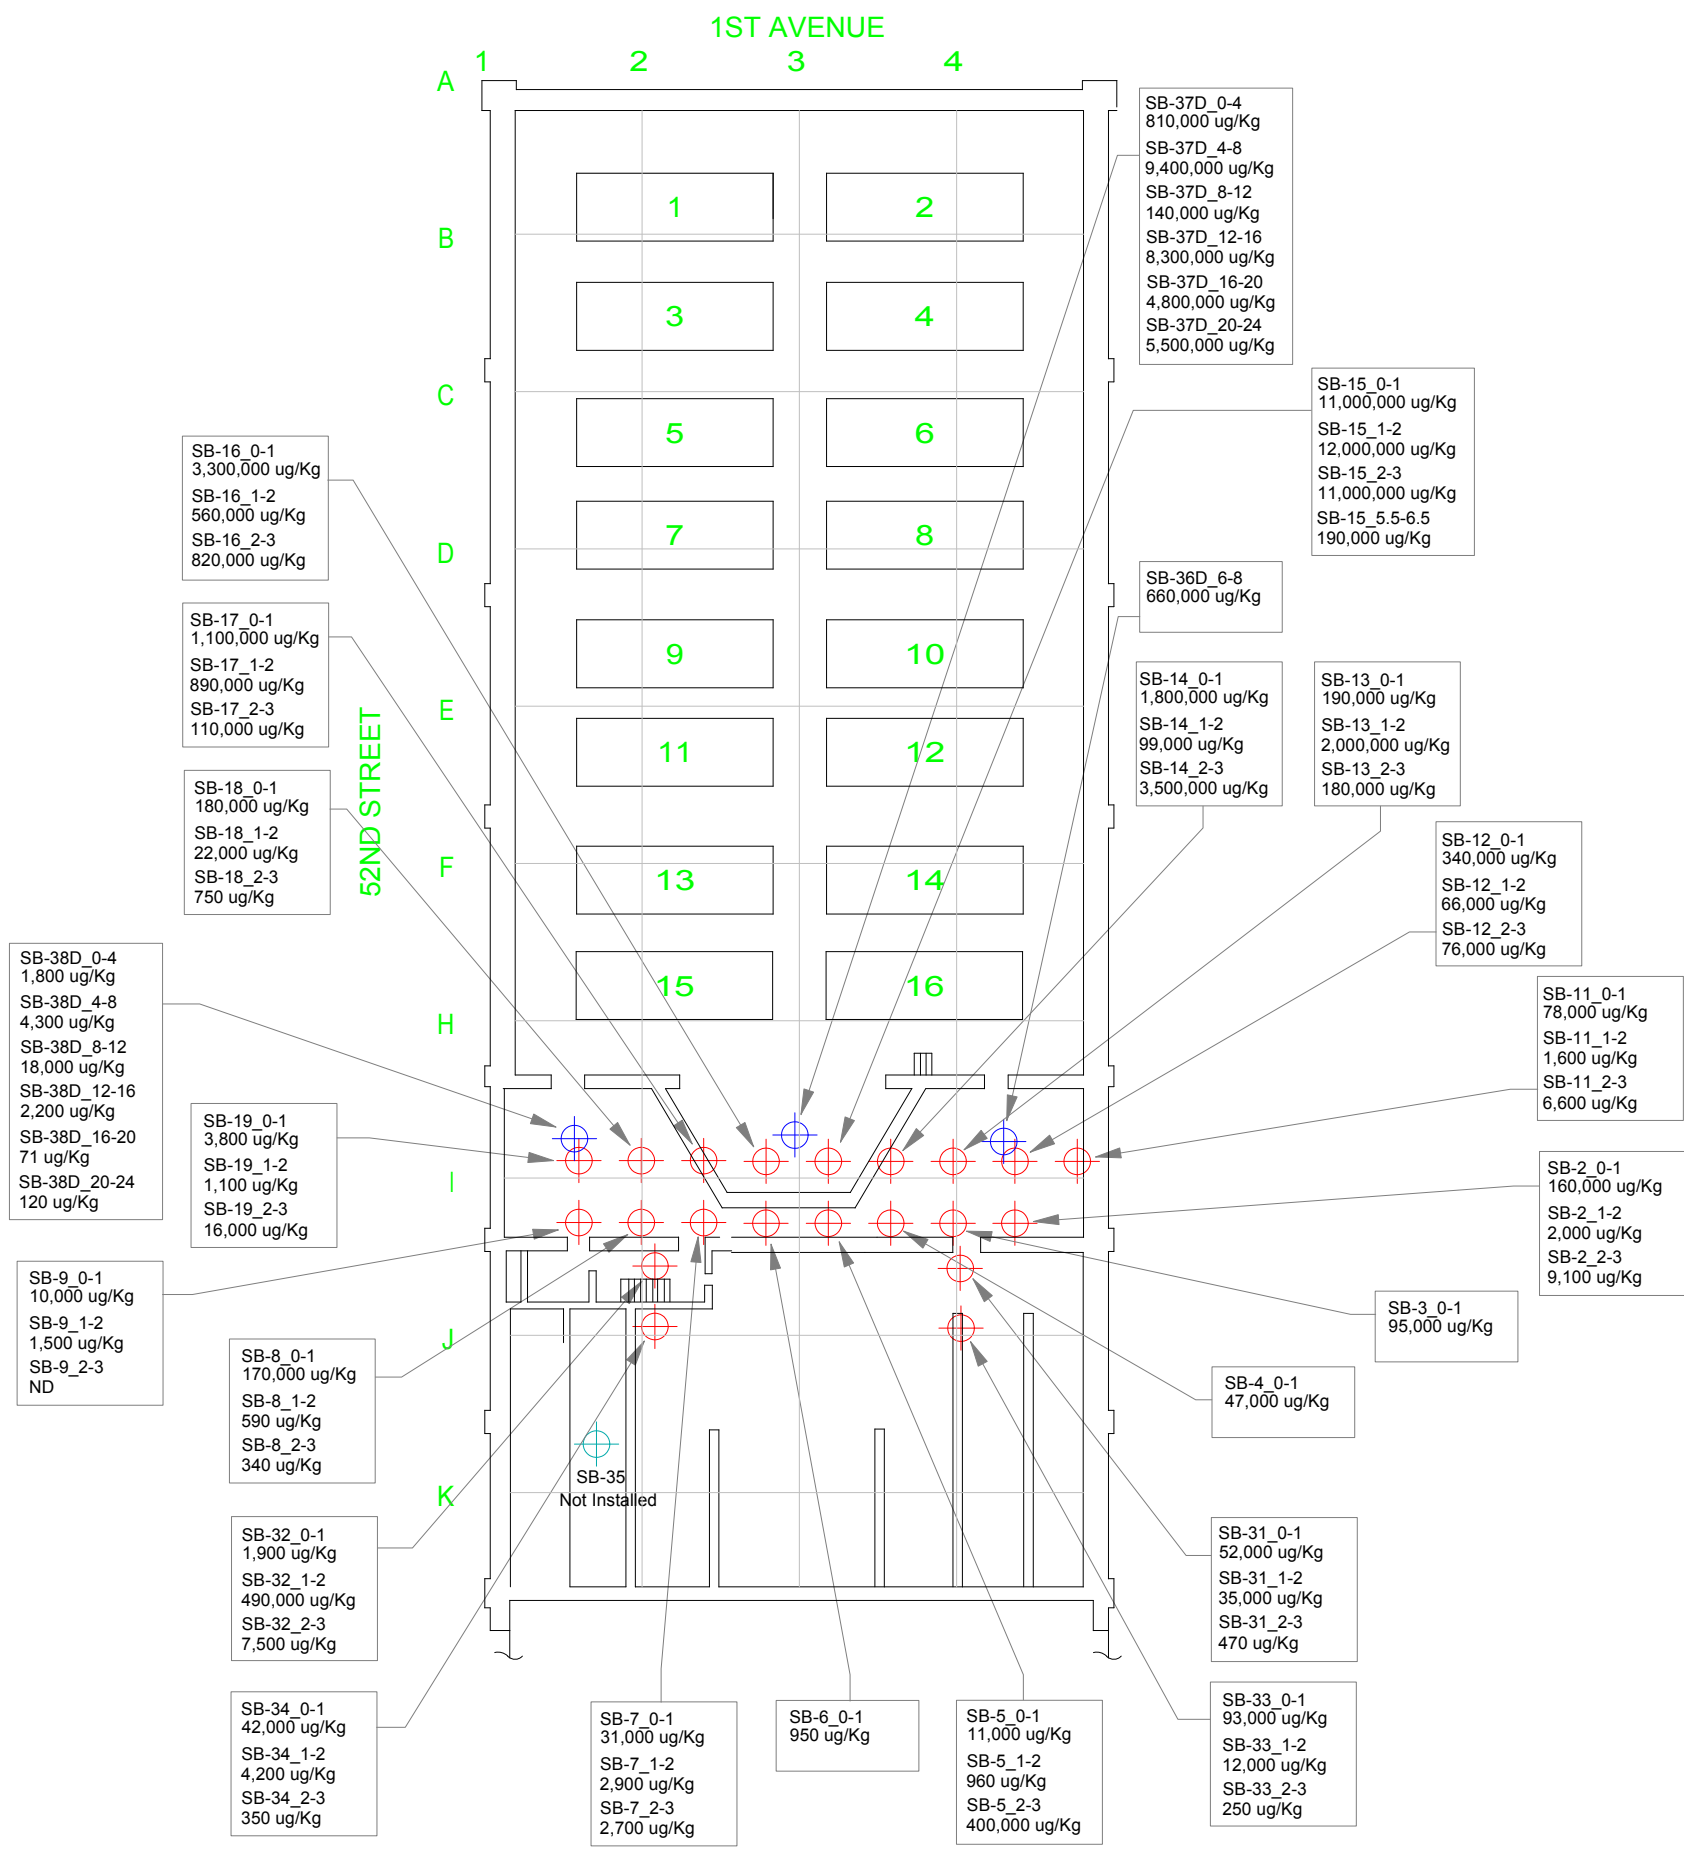 1ST AVENUE
1
2
3
4
A
B
C
D
E
F
H
I
J
K
52ND STREET
1
2
3
4
5
6
7
8
9
10
11
12
13
14
15
16
SB-37D_0-4
810,000 ug/Kg
SB-37D_4-8
9,400,000 ug/Kg
SB-37D_8-12
140,000 ug/Kg
SB-37D_12-16
8,300,000 ug/Kg
SB-37D_16-20
4,800,000 ug/Kg
SB-37D_20-24
5,500,000 ug/Kg
SB-15_0-1
11,000,000 ug/Kg
SB-15_1-2
12,000,000 ug/Kg
SB-15_2-3
11,000,000 ug/Kg
SB-15_5.5-6.5
190,000 ug/Kg
SB-16_0-1
3,300,000 ug/Kg
SB-16_1-2
560,000 ug/Kg
SB-16_2-3
820,000 ug/Kg
SB-36D_6-8
660,000 ug/Kg
SB-17_0-1
1,100,000 ug/Kg
SB-17_1-2
890,000 ug/Kg
SB-17_2-3
110,000 ug/Kg
SB-14_0-1
1,800,000 ug/Kg
SB-14_1-2
99,000 ug/Kg
SB-14_2-3
3,500,000 ug/Kg
SB-13_0-1
190,000 ug/Kg
SB-13_1-2
2,000,000 ug/Kg
SB-13_2-3
180,000 ug/Kg
SB-18_0-1
180,000 ug/Kg
SB-18_1-2
22,000 ug/Kg
SB-18_2-3
750 ug/Kg
SB-12_0-1
340,000 ug/Kg
SB-12_1-2
66,000 ug/Kg
SB-12_2-3
76,000 ug/Kg
SB-38D_0-4
1,800 ug/Kg
SB-38D_4-8
4,300 ug/Kg
SB-38D_8-12
18,000 ug/Kg
SB-38D_12-16
2,200 ug/Kg
SB-38D_16-20
71 ug/Kg
SB-38D_20-24
120 ug/Kg
SB-11_0-1
78,000 ug/Kg
SB-11_1-2
1,600 ug/Kg
SB-11_2-3
6,600 ug/Kg
SB-19_0-1
3,800 ug/Kg
SB-19_1-2
1,100 ug/Kg
SB-19_2-3
16,000 ug/Kg
SB-2_0-1
160,000 ug/Kg
SB-2_1-2
2,000 ug/Kg
SB-2_2-3
9,100 ug/Kg
SB-9_0-1
10,000 ug/Kg
SB-9_1-2
1,500 ug/Kg
SB-9_2-3
ND
SB-3_0-1
95,000 ug/Kg
SB-8_0-1
170,000 ug/Kg
SB-8_1-2
590 ug/Kg
SB-8_2-3
340 ug/Kg
SB-4_0-1
47,000 ug/Kg
SB-35
Not Installed
SB-32_0-1
1,900 ug/Kg
SB-32_1-2
490,000 ug/Kg
SB-32_2-3
7,500 ug/Kg
SB-31_0-1
52,000 ug/Kg
SB-31_1-2
35,000 ug/Kg
SB-31_2-3
470 ug/Kg
SB-34_0-1
42,000 ug/Kg
SB-34_1-2
4,200 ug/Kg
SB-34_2-3
350 ug/Kg
SB-7_0-1
31,000 ug/Kg
SB-7_1-2
2,900 ug/Kg
SB-7_2-3
2,700 ug/Kg
SB-6_0-1
950 ug/Kg
SB-5_0-1
11,000 ug/Kg
SB-5_1-2
960 ug/Kg
SB-5_2-3
400,000 ug/Kg
SB-33_0-1
93,000 ug/Kg
SB-33_1-2
12,000 ug/Kg
SB-33_2-3
250 ug/Kg